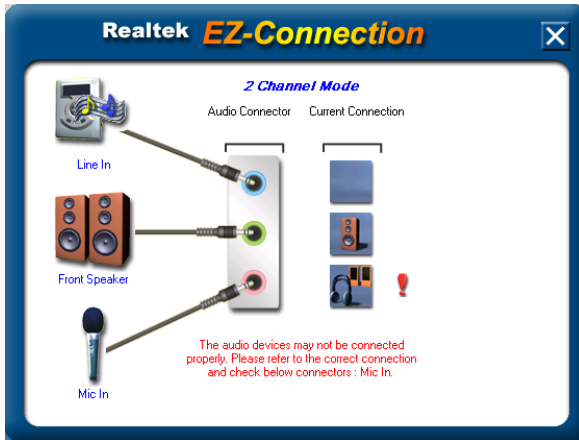 Realtek EZ-Connection
2 Channel Mode
Audio Connector Current Connection
Line In
Front Speaker
Mic In
The audio devices may not be connected
properly. Please refer to the correct connection
and check below connectors : Mic In.